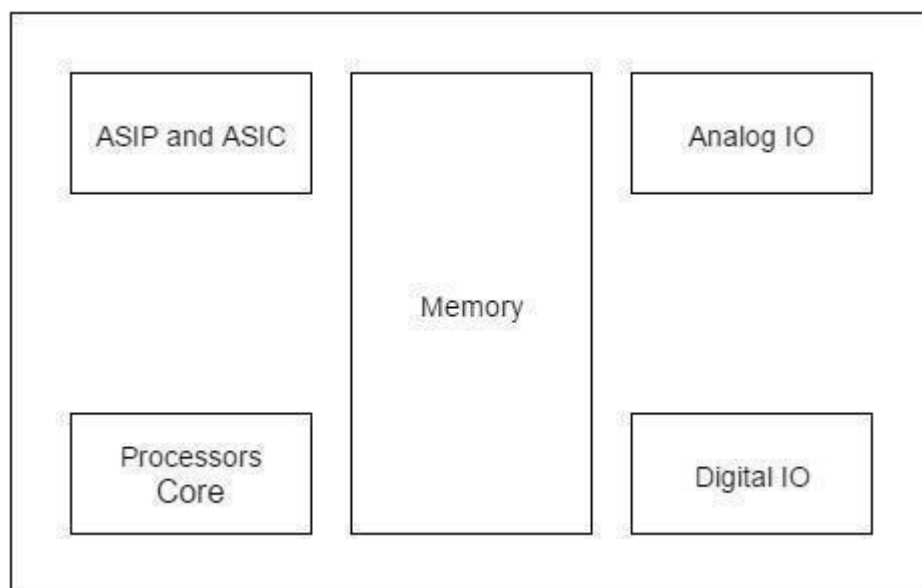 ASIP and ASIC
Analog IO
Memory
Processors
Core
Digital IO